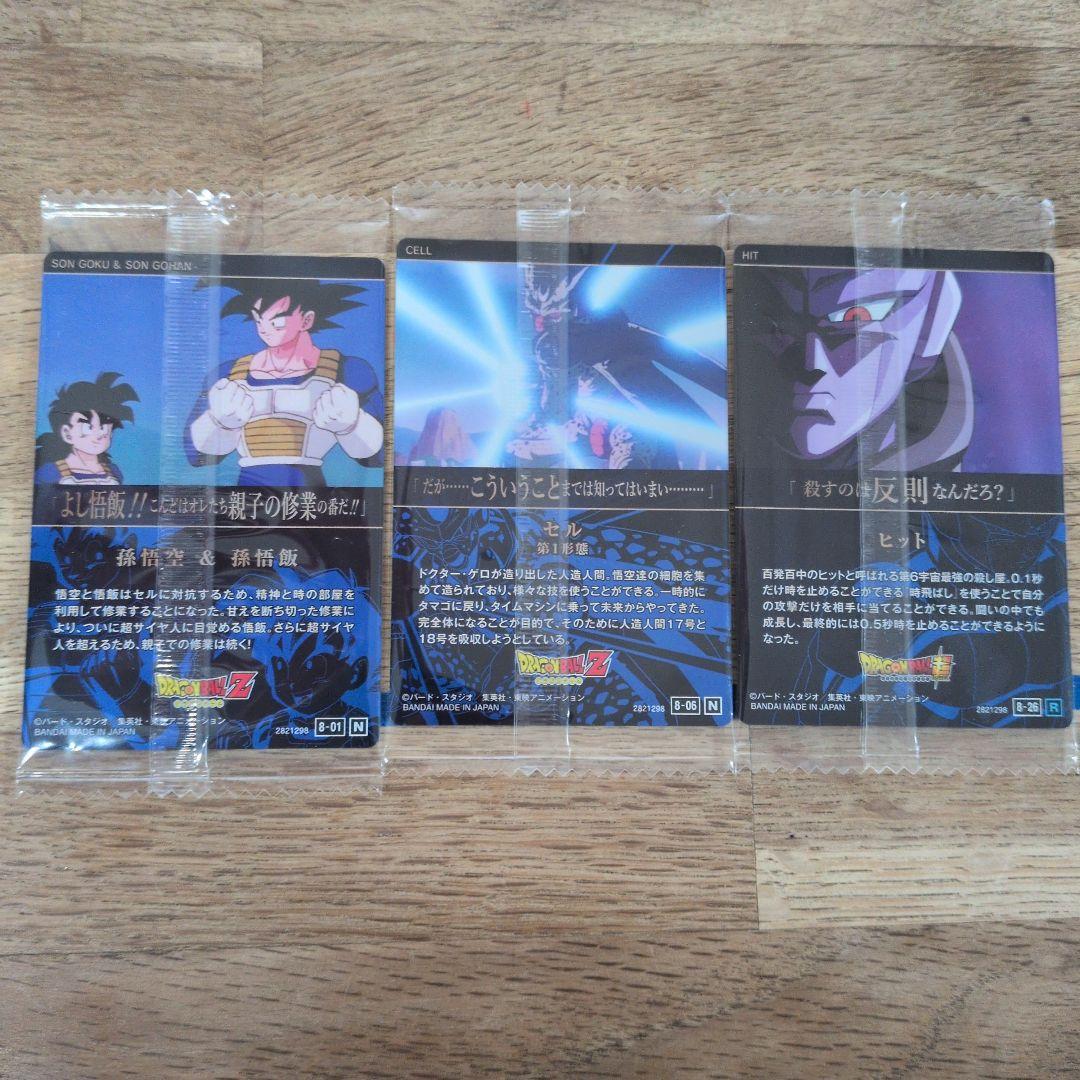 SON GOKU & SON GOHAN
「よし悟飯!! こんどはオレたち親子の修業の番だ!!」
孫悟空 & 孫悟飯
悟空と悟飯はセルに対抗するため、精神と時の部屋を
利用して修業することになった。甘えを断ち切った修業に
より、ついに超サイヤ人に目覚める悟飯。さらに超サイヤ
人を超えるため、親子での修業は続く!
DRAGONBALL Z
©バード・スタジオ/集英社・東映アニメーション
BANDAI MADE IN JAPAN
2821298 8-01 N
CELL
「だが……こういうことまでは知ってはいまい………」
セル
第1形態
ドクター・ゲロが造り出した人造人間。悟空達の細胞を集
めて造られており、様々な技を使うことができる。一時的に
タマゴに戻り、タイムマシンに乗って未来からやってきた。
完全体になることが目的で、そのために人造人間17号と
18号を吸収しようとしている。
DRAGONBALL Z
©バード・スタジオ/集英社・東映アニメーション
BANDAI MADE IN JAPAN
2821298 8-06 N
HIT
「殺すのは反則なんだろ?」
ヒット
百発百中のヒットと呼ばれる第6宇宙最強の殺し屋。0.1秒
だけ時を止めることができる「時飛ばし」を使うことで自分
の攻撃だけを相手に当てることができる。闘いの中でも
成長し、最終的には0.5秒時を止めることができるように
なった。
DRAGONBALL 超
©バード・スタジオ/集英社・東映アニメーション
BANDAI MADE IN JAPAN
2821298 8-26 R